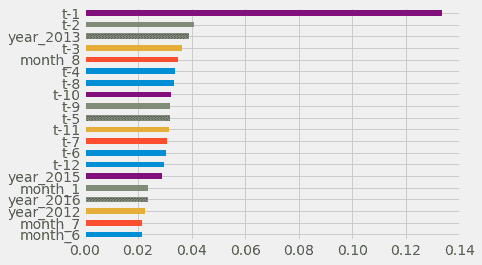 t-1
t-2
year_2013
t-3
month_8
t-4
t-8
t-10
t-9
t-5
t-11
t-7
t-6
t-12
year_2015
month_1
year_2016
year_2012
month_7
month_6
0.00 0.02 0.04 0.06 0.08 0.10 0.12 0.14